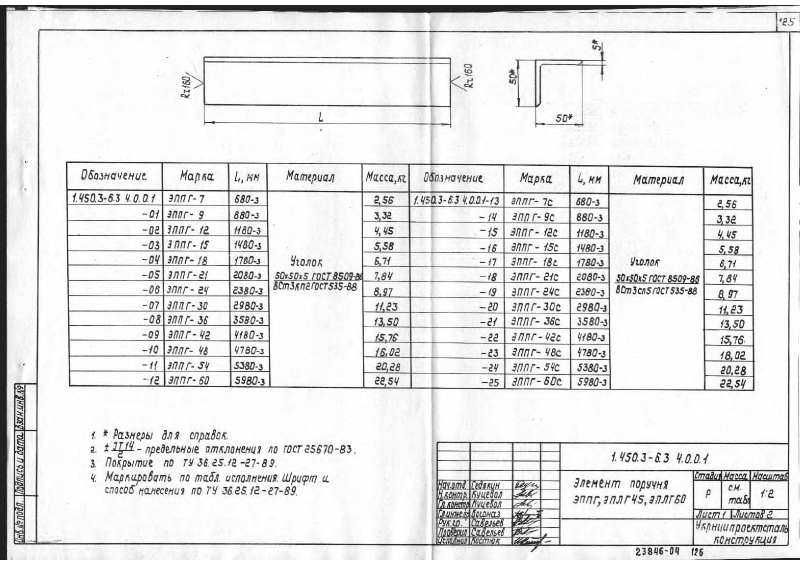 125
Rz160
Rz160
L
50*
5*
50*
Обозначение Марка L, мм Материал Масса, кг Обозначение Марка L, мм Материал Масса, кг
1.450.3-6.3 4.0.0.1 ЭППГ-7 680-3 2,56 1.450.3-6.3 4.0.0.1-13 ЭППГ-7с 680-3 2,56
-01 ЭППГ-9 880-3 3,32 -14 ЭППГ-9с 880-3 3,32
-02 ЭППГ-12 1180-3 4,45 -15 ЭППГ-12с 1180-3 4,45
-03 ЭППГ-15 1480-3 5,58 -16 ЭППГ-15с 1480-3 5,58
-04 ЭППГ-18 1780-3 Уголок 6,71 -17 ЭППГ-18с 1780-3 Уголок 6,71
-05 ЭППГ-21 2080-3 50х50х5 ГОСТ 8509-86 7,84 -18 ЭППГ-21с 2080-3 50х50х5 ГОСТ 8509-86 7,84
-06 ЭППГ-24 2380-3 ВСт3кп2 ГОСТ 535-88 8,97 -19 ЭППГ-24с 2380-3 ВСт3сп5 ГОСТ 535-88 8,97
-07 ЭППГ-30 2980-3 11,23 -20 ЭППГ-30с 2980-3 11,23
-08 ЭППГ-36 3580-3 13,50 -21 ЭППГ-36с 3580-3 13,50
-09 ЭППГ-42 4180-3 15,76 -22 ЭППГ-42с 4180-3 15,76
-10 ЭППГ-48 4780-3 16,02 -23 ЭППГ-48с 4780-3 18,02
-11 ЭППГ-54 5380-3 20,28 -24 ЭППГ-54с 5380-3 20,28
-12 ЭППГ-60 5980-3 22,54 -25 ЭППГ-60с 5980-3 22,54
1. * Размеры для справок.
2. ± IT14/2 - предельные отклонения по ГОСТ 25670-83.
3. Покрытие по ТУ 36.25.12-27-89.
4. Маркировать по табл. исполнения. Шрифт и
способ нанесения по ТУ 36.25.12-27-89.
Инв.№ подл. Подпись и дата Взам.инв.№
1.450.3-6.3 4.0.0.1
Элемент поручня
ЭППГ, ЭПЛГ45, ЭПЛГ60
Стадия Масса Масштаб
Р см. табл. 1:2
Лист 1 Листов 2
Укрниипроектсталь
конструкция
Нач.отд. Седякин
Н.контр. Куцевол
Гл.контр. Куцевол
Рук.гр. Савельев
Проверил Савельев
Исполнил Костюк
23846-04 126